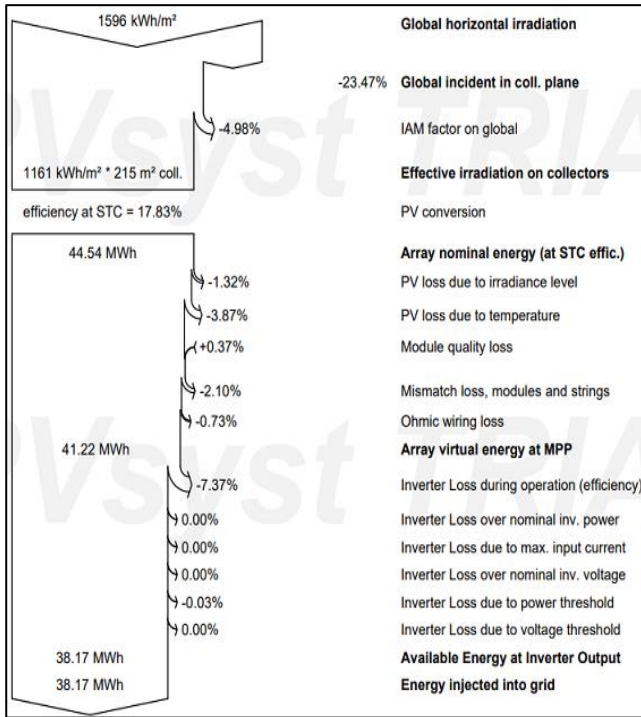 1596 kWh/m² Global horizontal irradiation
-23.47% Global incident in coll. plane
-4.98% IAM factor on global
1161 kWh/m² * 215 m² coll. Effective irradiation on collectors
efficiency at STC = 17.83% PV conversion
44.54 MWh Array nominal energy (at STC effic.)
-1.32% PV loss due to irradiance level
-3.87% PV loss due to temperature
+0.37% Module quality loss
-2.10% Mismatch loss, modules and strings
-0.73% Ohmic wiring loss
41.22 MWh Array virtual energy at MPP
-7.37% Inverter Loss during operation (efficiency)
0.00% Inverter Loss over nominal inv. power
0.00% Inverter Loss due to max. input current
0.00% Inverter Loss over nominal inv. voltage
-0.03% Inverter Loss due to power threshold
0.00% Inverter Loss due to voltage threshold
38.17 MWh Available Energy at Inverter Output
38.17 MWh Energy injected into grid
PVsyst TRIA
PVsyst TRIA